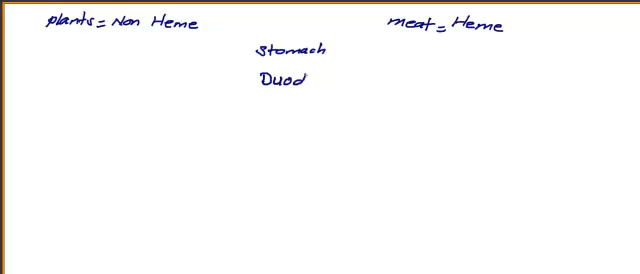 plants = Non Heme
meat = Heme
Stomach
Duod